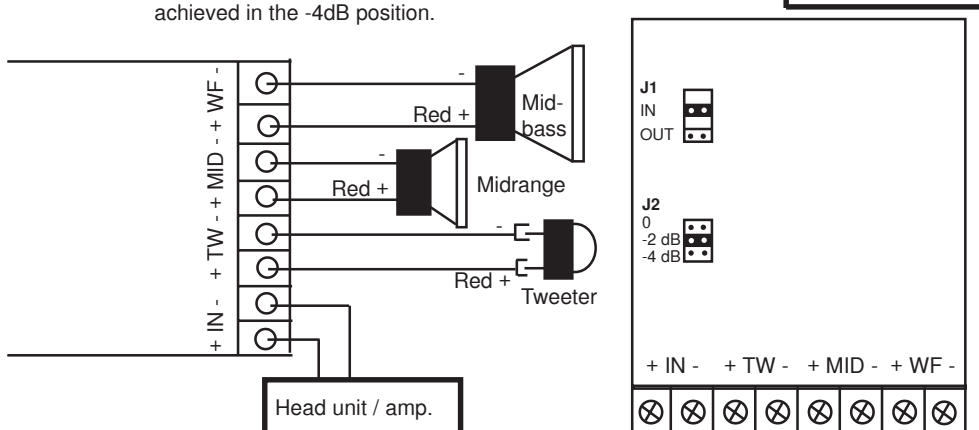 achieved in the -4dB position.
+ WF -
+ MID -
+ TW -
+ IN -
-
Red +
Mid-
bass
-
Red +
Midrange
-
Red +
Tweeter
Head unit / amp.
J1
IN
OUT
J2
0
-2 dB
-4 dB
+ IN - + TW - + MID - + WF -